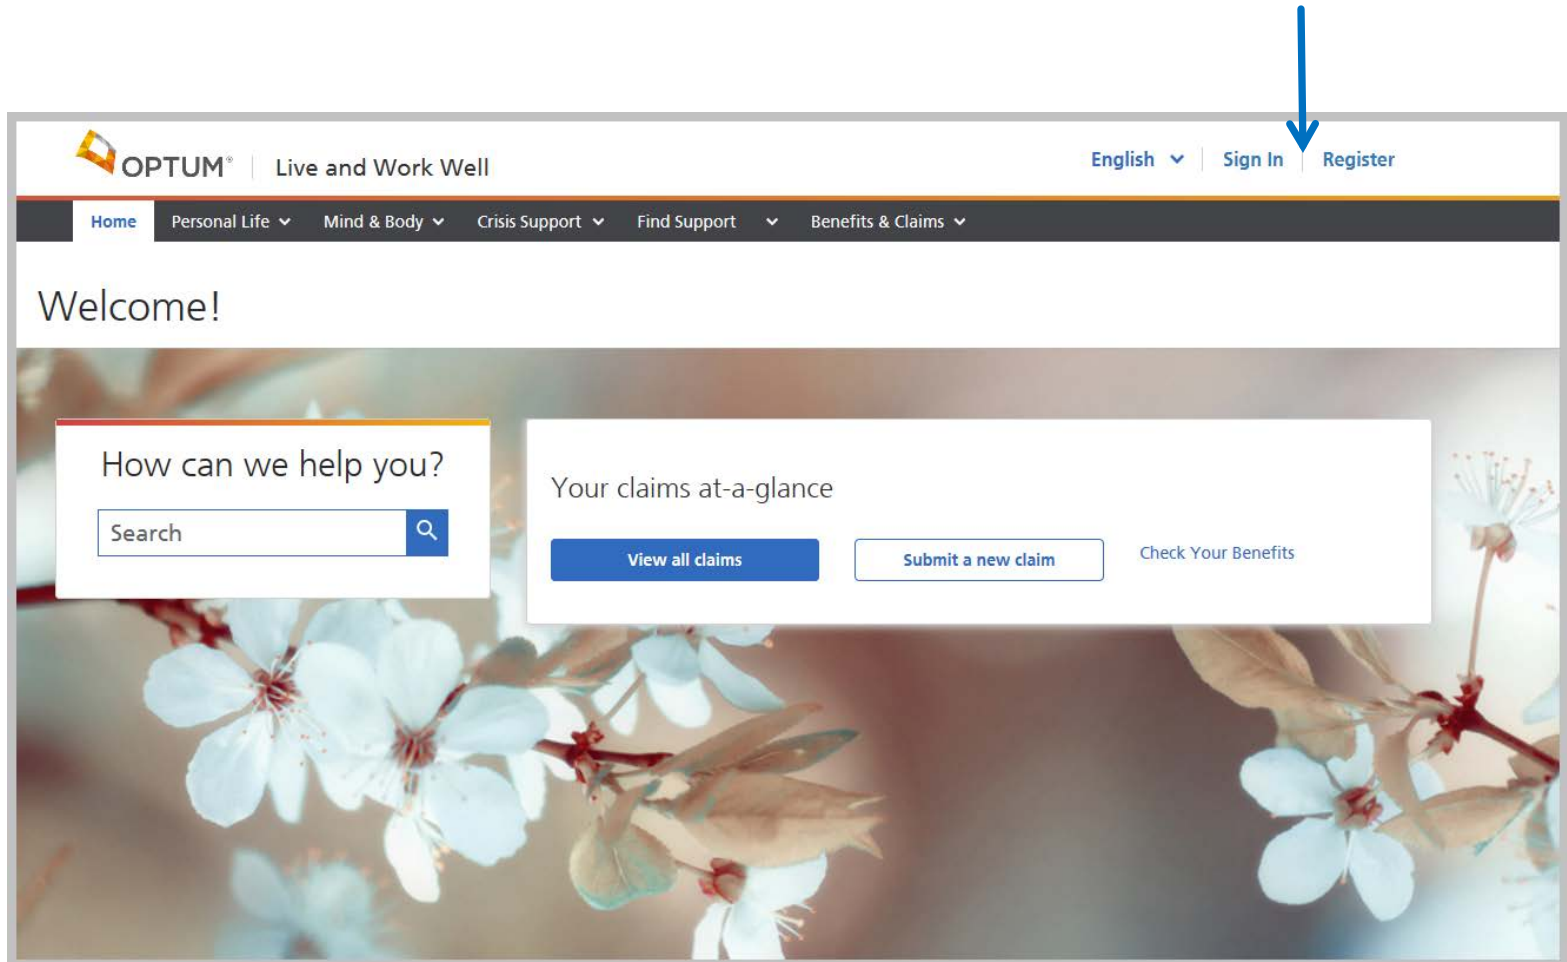 OPTUM® Live and Work Well English Sign In Register
Home Personal Life Mind & Body Crisis Support Find Support Benefits & Claims
Welcome!
How can we help you?
Search
Your claims at-a-glance
View all claims Submit a new claim Check Your Benefits